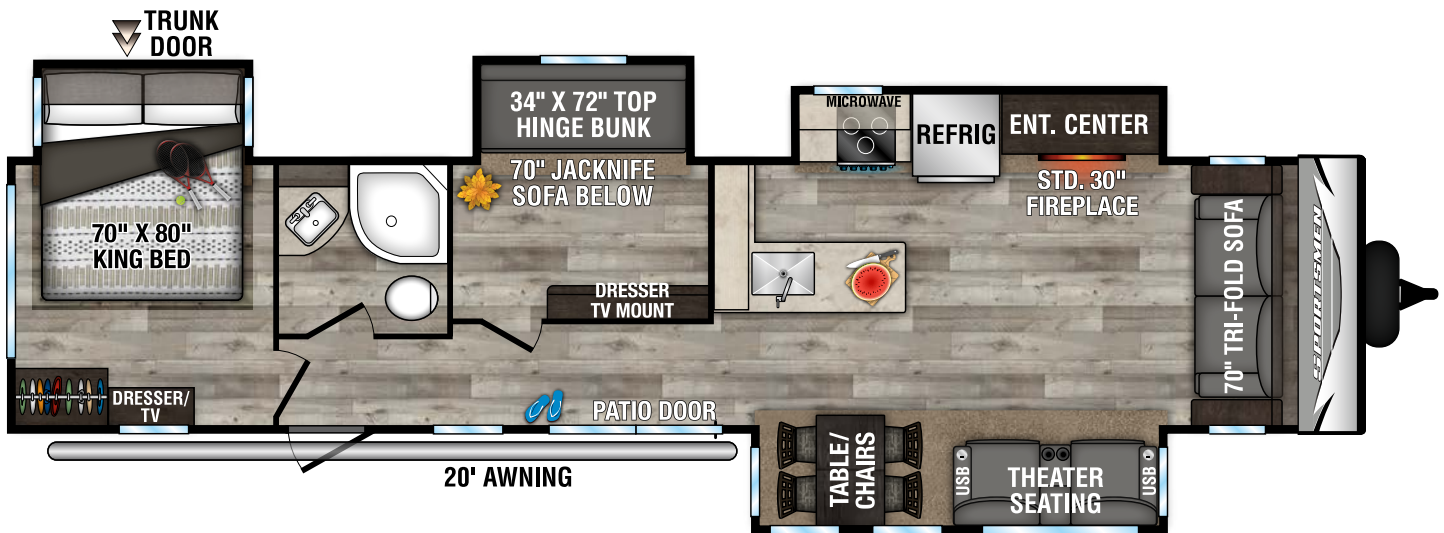 TRUNK
DOOR
34" X 72" TOP
HINGE BUNK
70" JACKNIFE
SOFA BELOW
MICROWAVE
REFRIG
ENT. CENTER
STD. 30"
FIREPLACE
70" X 80"
KING BED
DRESSER
TV MOUNT
70" TRI-FOLD SOFA
SPORTSMEN
DRESSER/
TV
PATIO DOOR
20' AWNING
TABLE/
CHAIRS
USB
THEATER
SEATING
USB